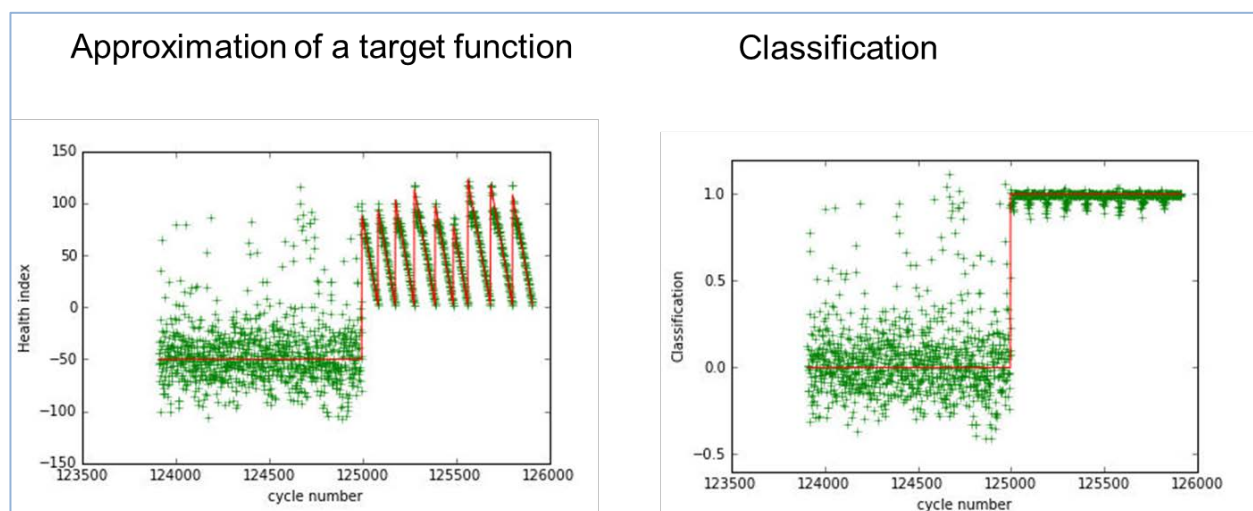 Approximation of a target function
Classification
150
100
50
0
−50
−100
−150
Health index
123500 124000 124500 125000 125500 126000
cycle number
1.0
0.5
0.0
−0.5
Classification
123500 124000 124500 125000 125500 126000
cycle number